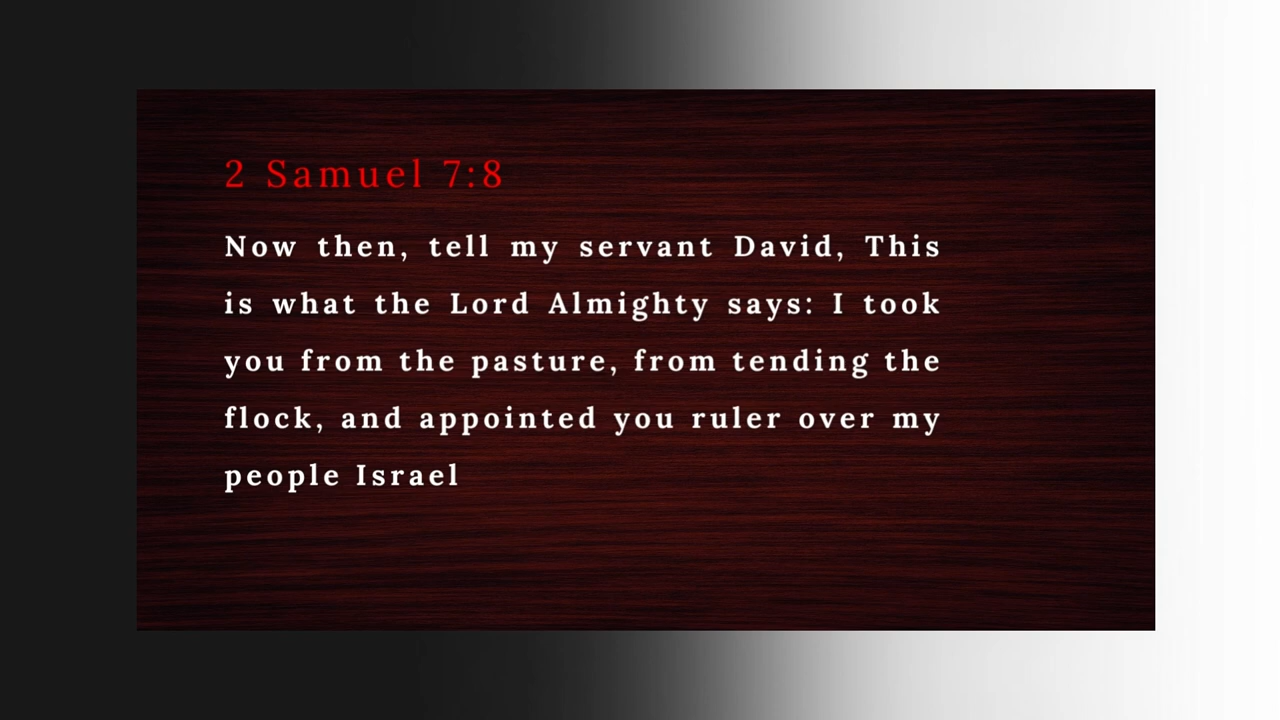 2 Samuel 7:8
Now then, tell my servant David, This
is what the Lord Almighty says: I took
you from the pasture, from tending the
flock, and appointed you ruler over my
people Israel